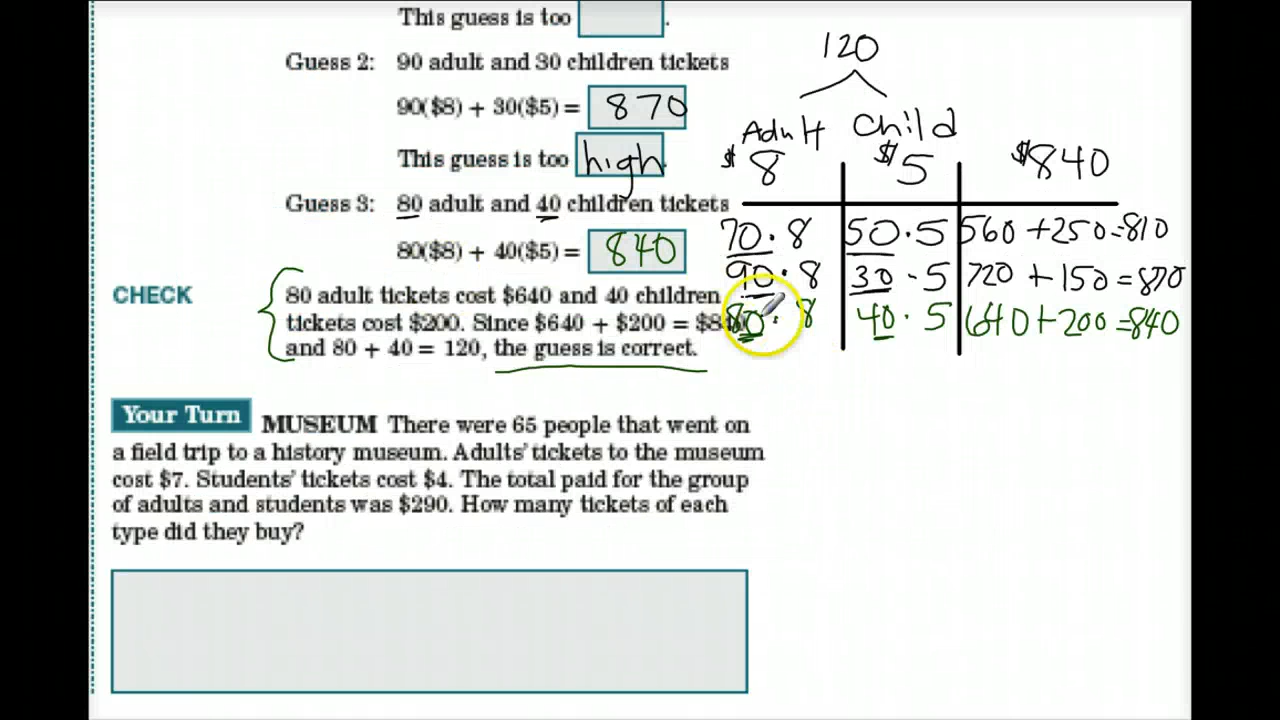 This guess is too
Guess 2: 90 adult and 30 children tickets
90($8) + 30($5) = 870
This guess is too high.
Guess 3: 80 adult and 40 children tickets
80($8) + 40($5) = 840
CHECK 80 adult tickets cost $640 and 40 children
tickets cost $200. Since $640 + $200 = $8
and 80 + 40 = 120, the guess is correct.
120
Adult Child
$8 $5 $840
70·8 50·5 560+250=810
90·8 30·5 720+150=870
80·8 40·5 640+200=840
Your Turn MUSEUM There were 65 people that went on
a field trip to a history museum. Adults' tickets to the museum
cost $7. Students' tickets cost $4. The total paid for the group
of adults and students was $290. How many tickets of each
type did they buy?